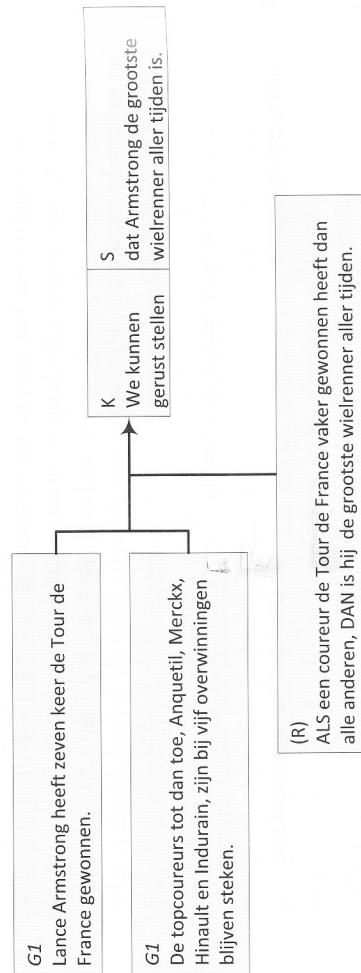 G1
Lance Armstrong heeft zeven keer de Tour de
France gewonnen.
G1
De topcoureurs tot dan toe, Anquetil, Merckx,
Hinault en Indurain, zijn bij vijf overwinningen
blijven steken.
K
We kunnen
gerust stellen
S
dat Armstrong de grootste
wielrenner aller tijden is.
(R)
ALS een coureur de Tour de France vaker gewonnen heeft dan
alle anderen, DAN is hij de grootste wielrenner aller tijden.